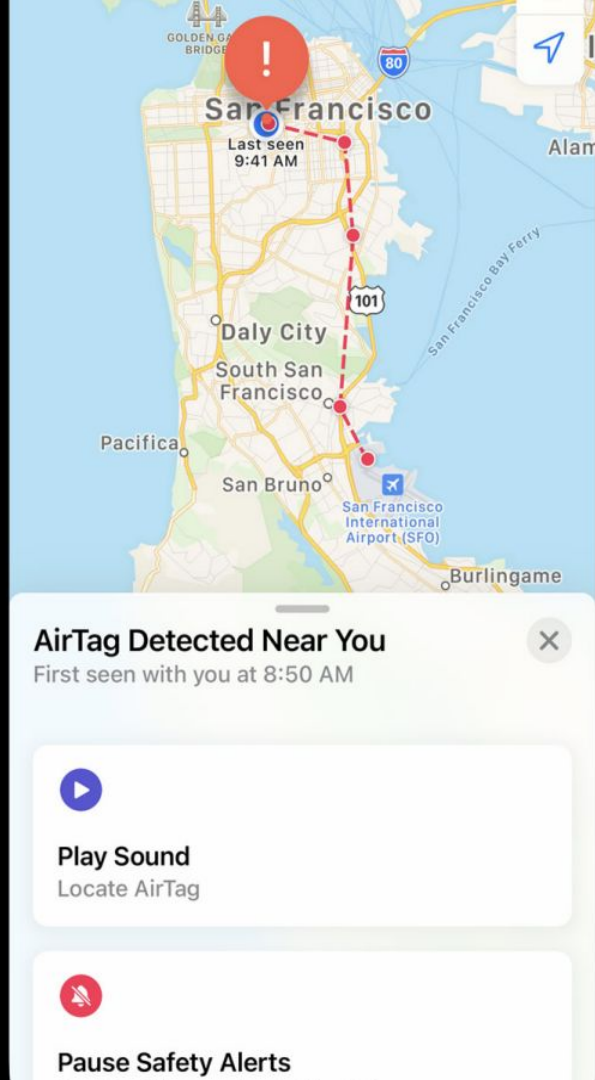 GOLDEN GA
BRIDGE
!
80
San Francisco
Last seen
9:41 AM
Alam
San Francisco Bay Ferry
101
Daly City
South San
Francisco
Pacifica
San Bruno
San Francisco
International
Airport (SFO)
Burlingame
AirTag Detected Near You
First seen with you at 8:50 AM
Play Sound
Locate AirTag
Pause Safety Alerts